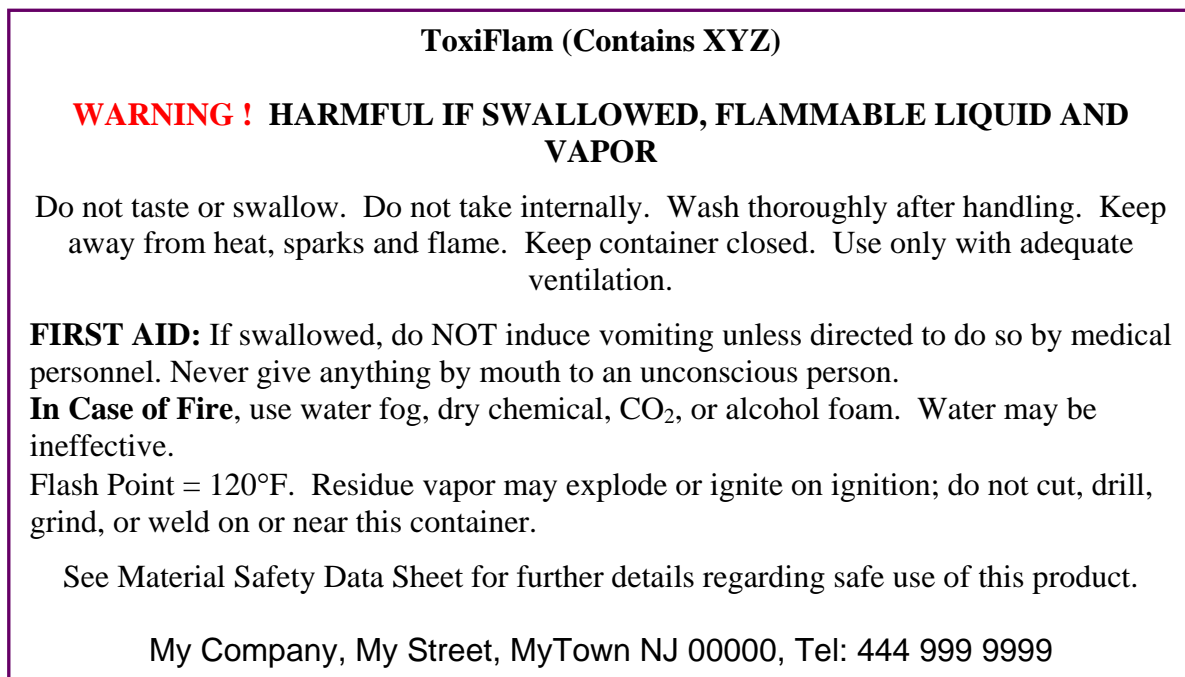 ToxiFlam (Contains XYZ)
WARNING !  HARMFUL IF SWALLOWED, FLAMMABLE LIQUID AND
VAPOR
Do not taste or swallow.  Do not take internally.  Wash thoroughly after handling.  Keep
away from heat, sparks and flame.  Keep container closed.  Use only with adequate
ventilation.
FIRST AID: If swallowed, do NOT induce vomiting unless directed to do so by medical
personnel. Never give anything by mouth to an unconscious person.
In Case of Fire, use water fog, dry chemical, CO₂, or alcohol foam.  Water may be
ineffective.
Flash Point = 120°F.  Residue vapor may explode or ignite on ignition; do not cut, drill,
grind, or weld on or near this container.
See Material Safety Data Sheet for further details regarding safe use of this product.
My Company, My Street, MyTown NJ 00000, Tel: 444 999 9999